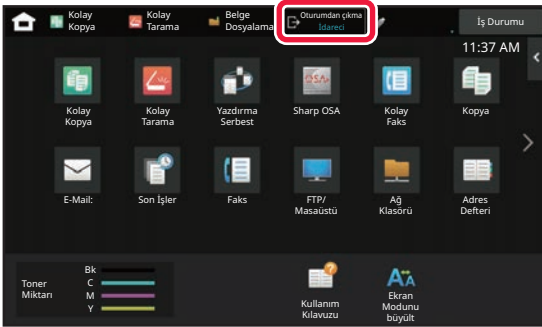 Kolay
Kopya
Kolay
Tarama
Belge
Dosyalama
Oturumdan çıkma
İdareci
İş Durumu
11:37 AM
Kolay
Kopya
Kolay
Tarama
Yazdırma
Serbest
OSA
Sharp OSA
Kolay
Faks
Kopya
E-Mail:
Son İşler
Faks
FTP/
Masaüstü
Ağ
Klasörü
Adres
Defteri
Toner
Miktarı
Bk
C
M
Y
Kullanım
Kılavuzu
Ekran
Modunu
büyült